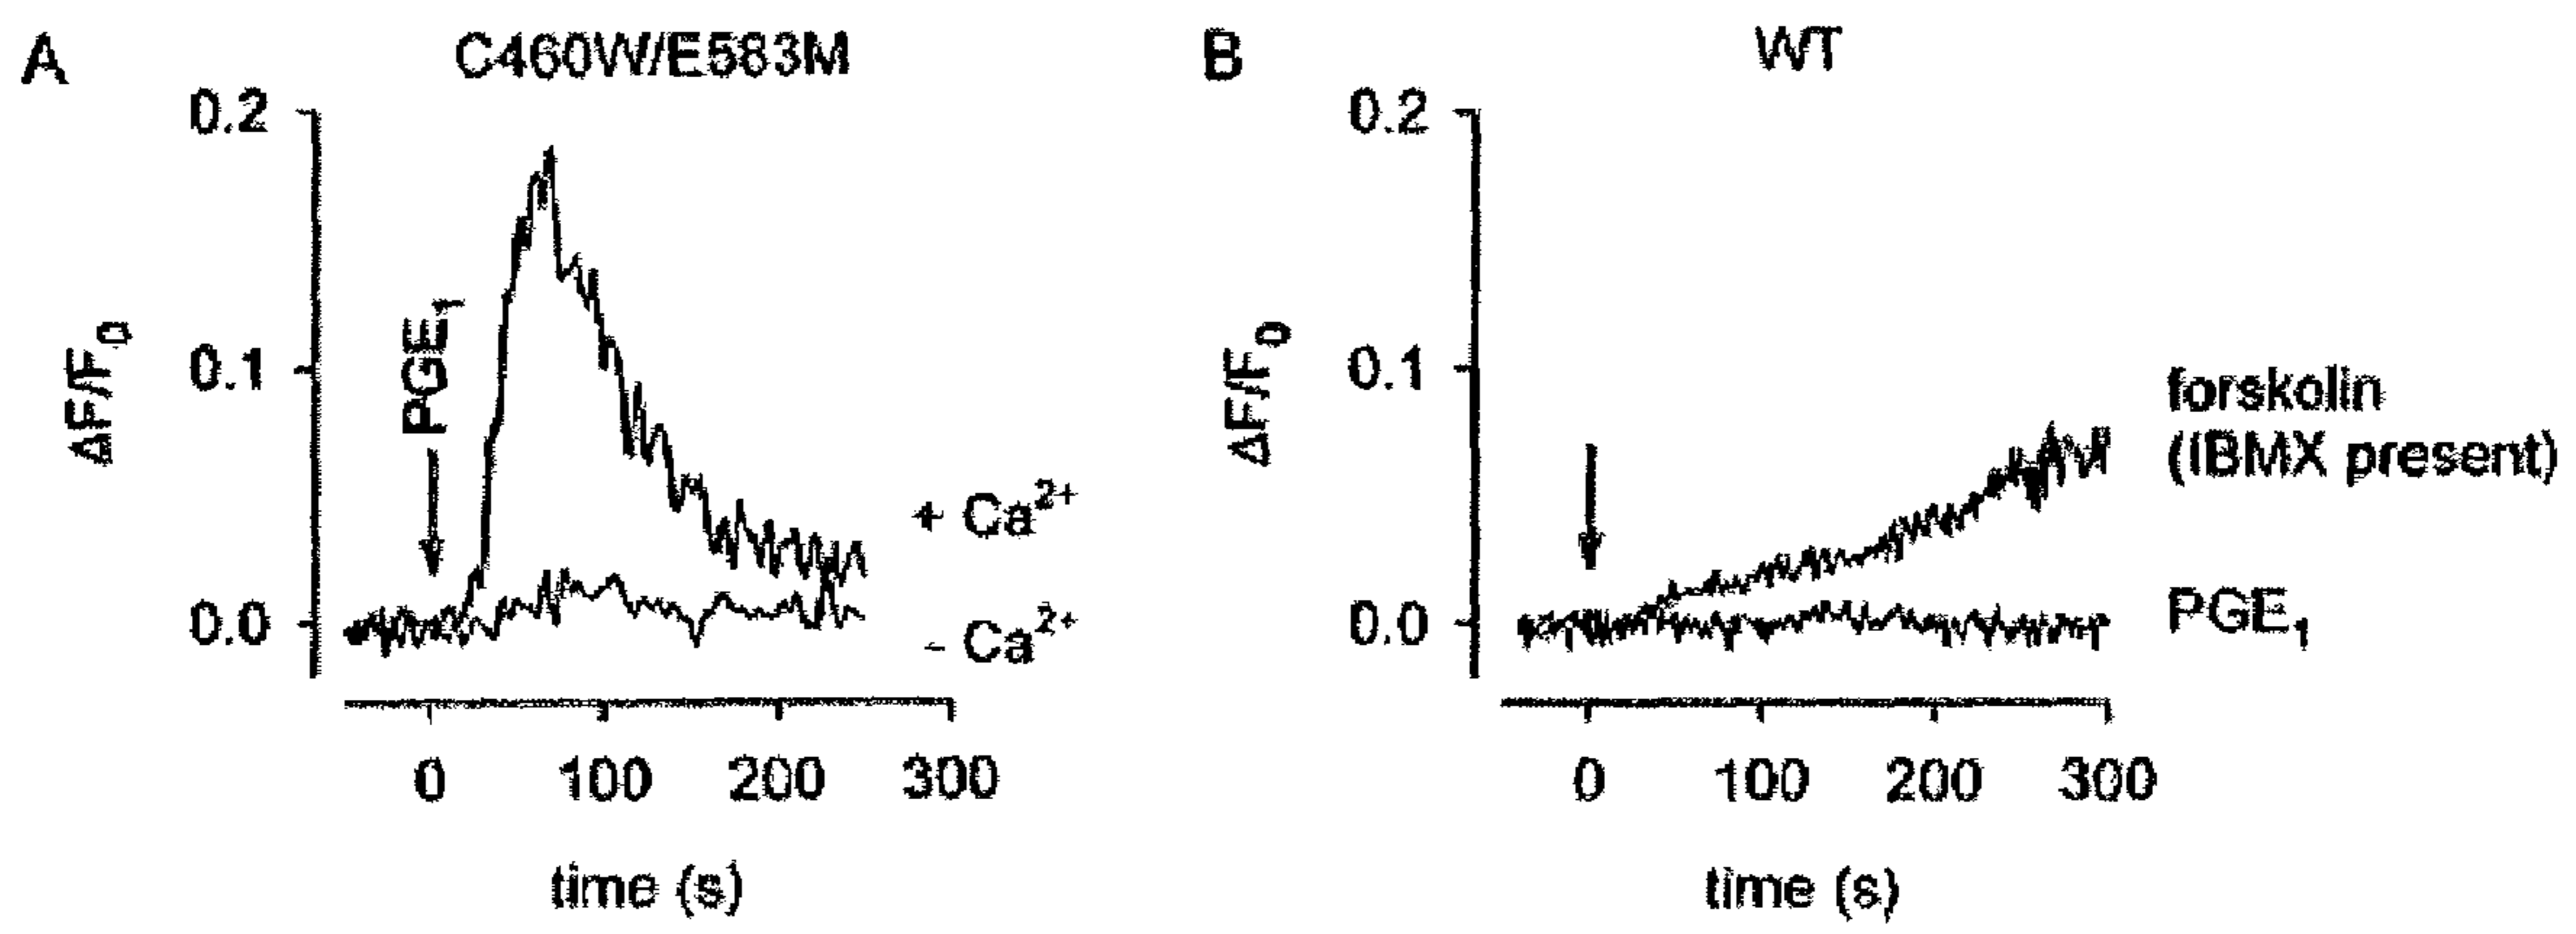 A
C460W/E583M
0.2
0.1
0.0
ΔF/F₀
PGE₁
+ Ca²⁺
- Ca²⁺
0 100 200 300
time (s)
B
WT
0.2
0.1
0.0
ΔF/F₀
forskolin
(IBMX present)
PGE₁
0 100 200 300
time (s)